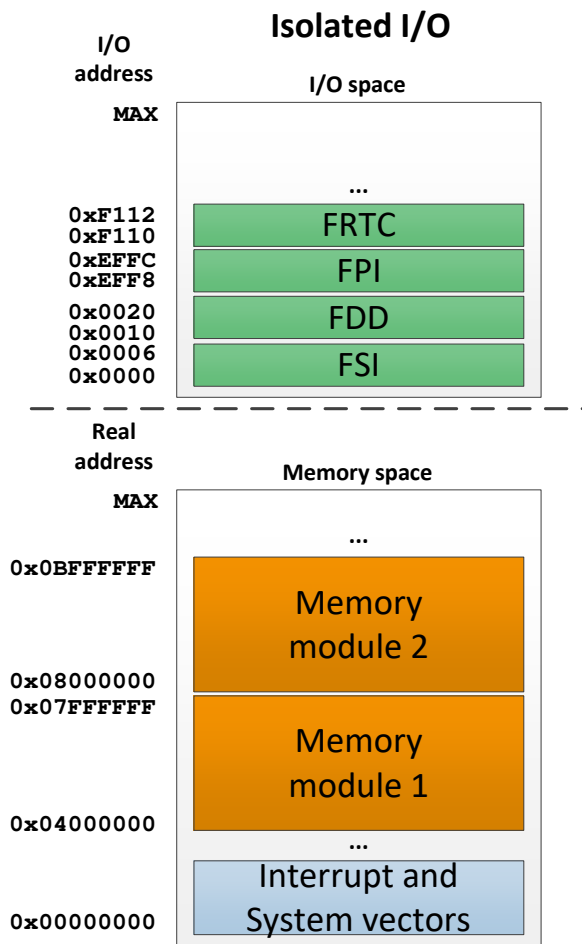 Isolated I/O
I/O
address
I/O space
MAX
...
0xF112
0xF110
FRTC
0xEFFC
0xEFF8
FPI
0x0020
0x0010
FDD
0x0006
0x0000
FSI
Real
address
Memory space
MAX
...
0x0BFFFFFF
Memory
module 2
0x08000000
0x07FFFFFF
Memory
module 1
0x04000000
...
Interrupt and
System vectors
0x00000000